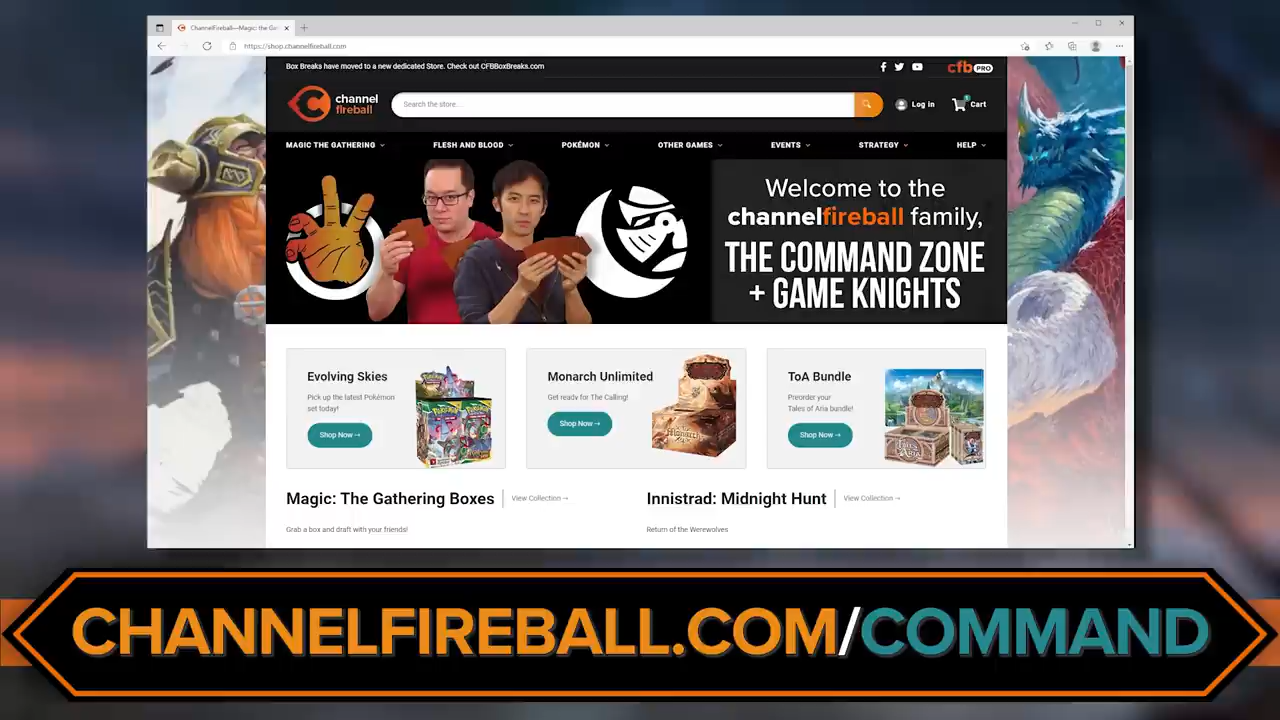 ChannelFireball—Magic: the Ga
https://shop.channelfireball.com
Box Breaks have moved to a new dedicated Store. Check out CFBBoxBreaks.com
cfb PRO
channel
fireball
Search the store...
Log in
Cart
MAGIC THE GATHERING
FLESH AND BLOOD
POKÉMON
OTHER GAMES
EVENTS
STRATEGY
HELP
Welcome to the
channelfireball family,
THE COMMAND ZONE
+ GAME KNIGHTS
Evolving Skies
Pick up the latest Pokémon
set today!
Shop Now→
Monarch Unlimited
Get ready for The Calling!
Shop Now→
ToA Bundle
Preorder your
Tales of Aria bundle!
Shop Now→
Magic: The Gathering Boxes
View Collection→
Grab a box and draft with your friends!
Innistrad: Midnight Hunt
View Collection→
Return of the Werewolves
CHANNELFIREBALL.COM/COMMAND